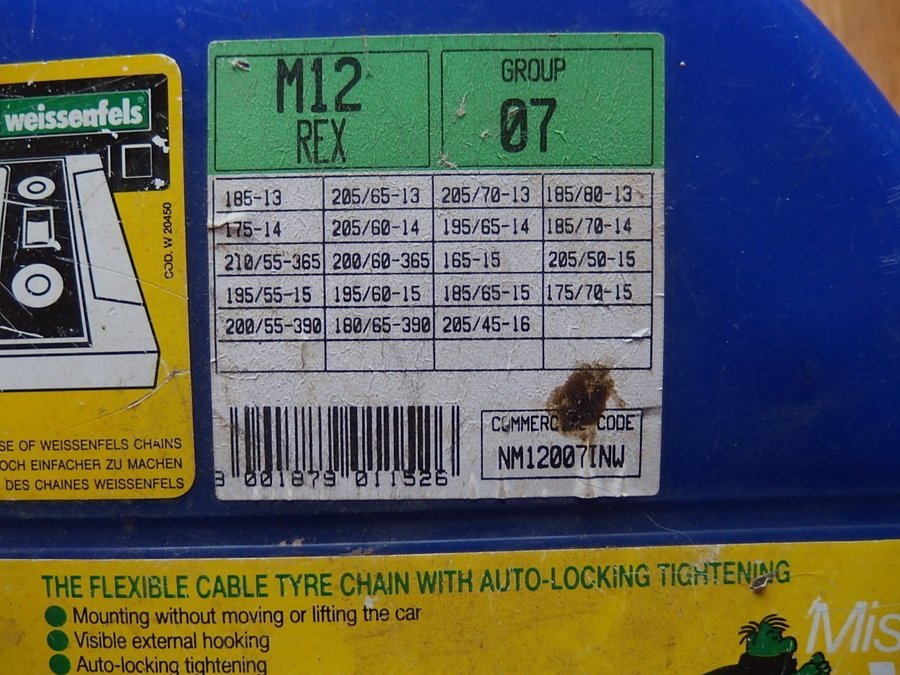 weissenfels®
COD. W 20450
SE OF WEISSENFELS CHAINS
OCH EINFACHER ZU MACHEN
DES CHAINES WEISSENFELS
M12
REX
GROUP
07
185-13 205/65-13 205/70-13 185/80-13
175-14 205/60-14 195/65-14 185/70-14
210/55-365 200/60-365 165-15 205/50-15
195/55-15 195/60-15 185/65-15 175/70-15
200/55-390 180/65-390 205/45-16
001879 011526
CODE
NM12007INW
THE FLEXIBLE CABLE TYRE CHAIN WITH AUTO-LOCKING TIGHTENING
Mounting without moving or lifting the car
Visible external hooking
Auto-locking tightening
Mis